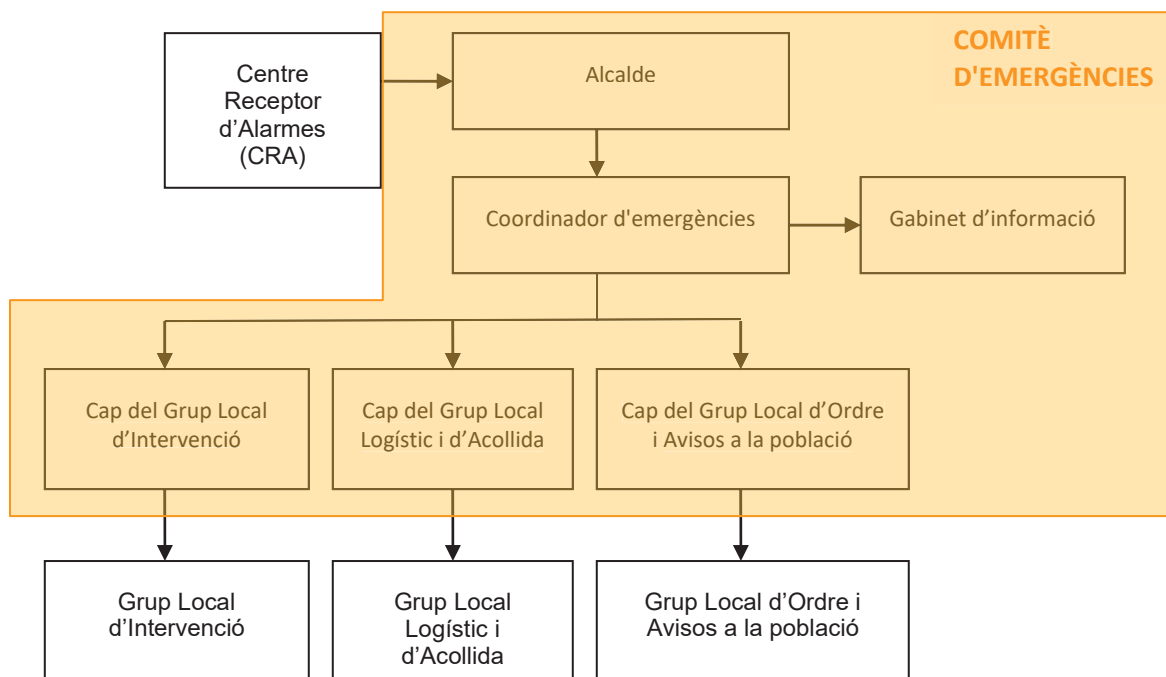 COMITÈ
D'EMERGÈNCIES
Centre
Receptor
d’Alarmes
(CRA)
Alcalde
Coordinador d'emergències
Gabinet d’informació
Cap del Grup Local
d’Intervenció
Cap del Grup Local
Logístic i d’Acollida
Cap del Grup Local d’Ordre
i Avisos a la població
Grup Local
d’Intervenció
Grup Local
Logístic i
d’Acollida
Grup Local d’Ordre i
Avisos a la població